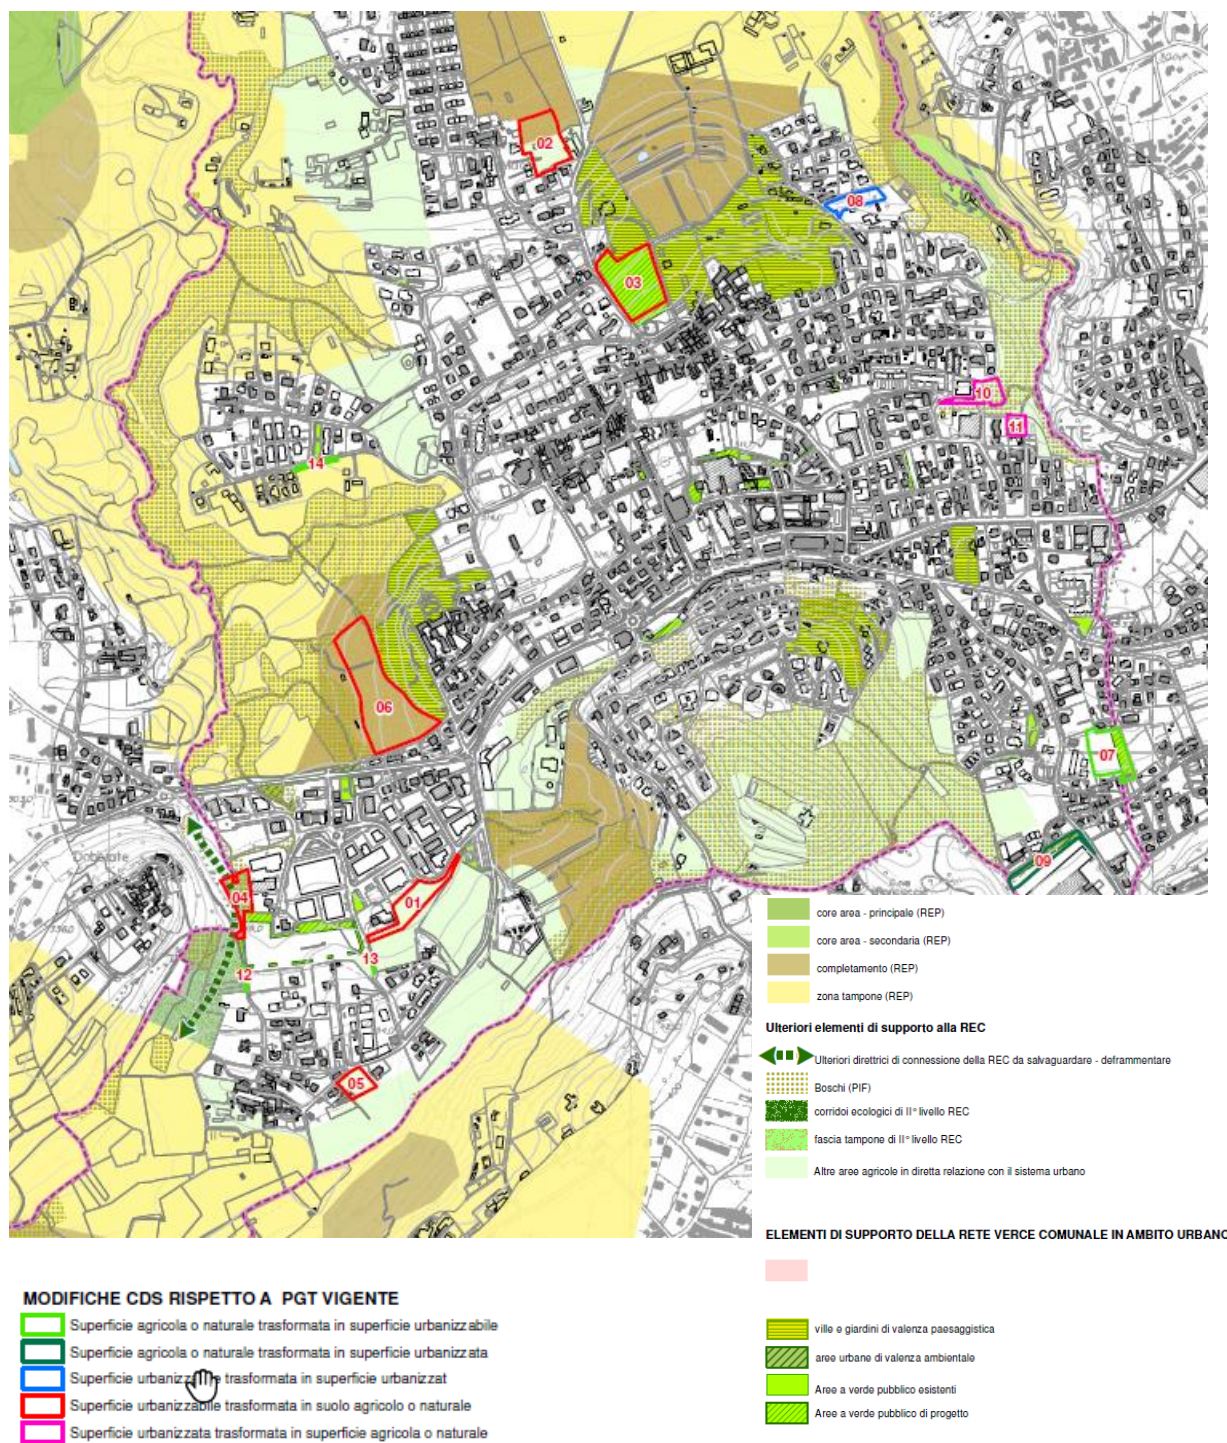 02
08
03
10
11
14
06
07
09
04
01
13
12
05
core area - principale (REP)
core area - secondaria (REP)
completamento (REP)
zona tampone (REP)
Ulteriori elementi di supporto alla REC
Ulteriori direttrici di connessione della REC da salvaguardare - deframmentare
Boschi (PIF)
corridoi ecologici di II° livello REC
fascia tampone di II° livello REC
Altre aree agricole in diretta relazione con il sistema urbano
ELEMENTI DI SUPPORTO DELLA RETE VERCE COMUNALE IN AMBITO URBANO
ville e giardini di valenza paesaggistica
aree urbane di valenza ambientale
Aree a verde pubblico esistenti
Aree a verde pubblico di progetto
MODIFICHE CDS RISPETTO A PGT VIGENTE
Superficie agricola o naturale trasformata in superficie urbanizzabile
Superficie agricola o naturale trasformata in superficie urbanizzata
Superficie trasformata in superficie urbanizzat
Superficie urbanizzabile trasformata in suolo agricolo o naturale
Superficie urbanizzata trasformata in superficie agricola o naturale